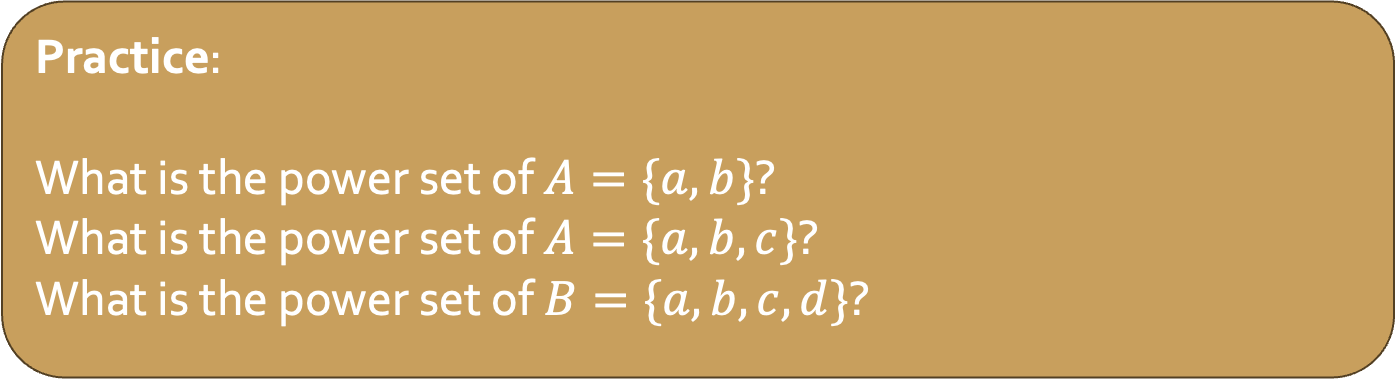 Practice:
What is the power set of A = {a, b}?
What is the power set of A = {a, b, c}?
What is the power set of B = {a, b, c, d}?